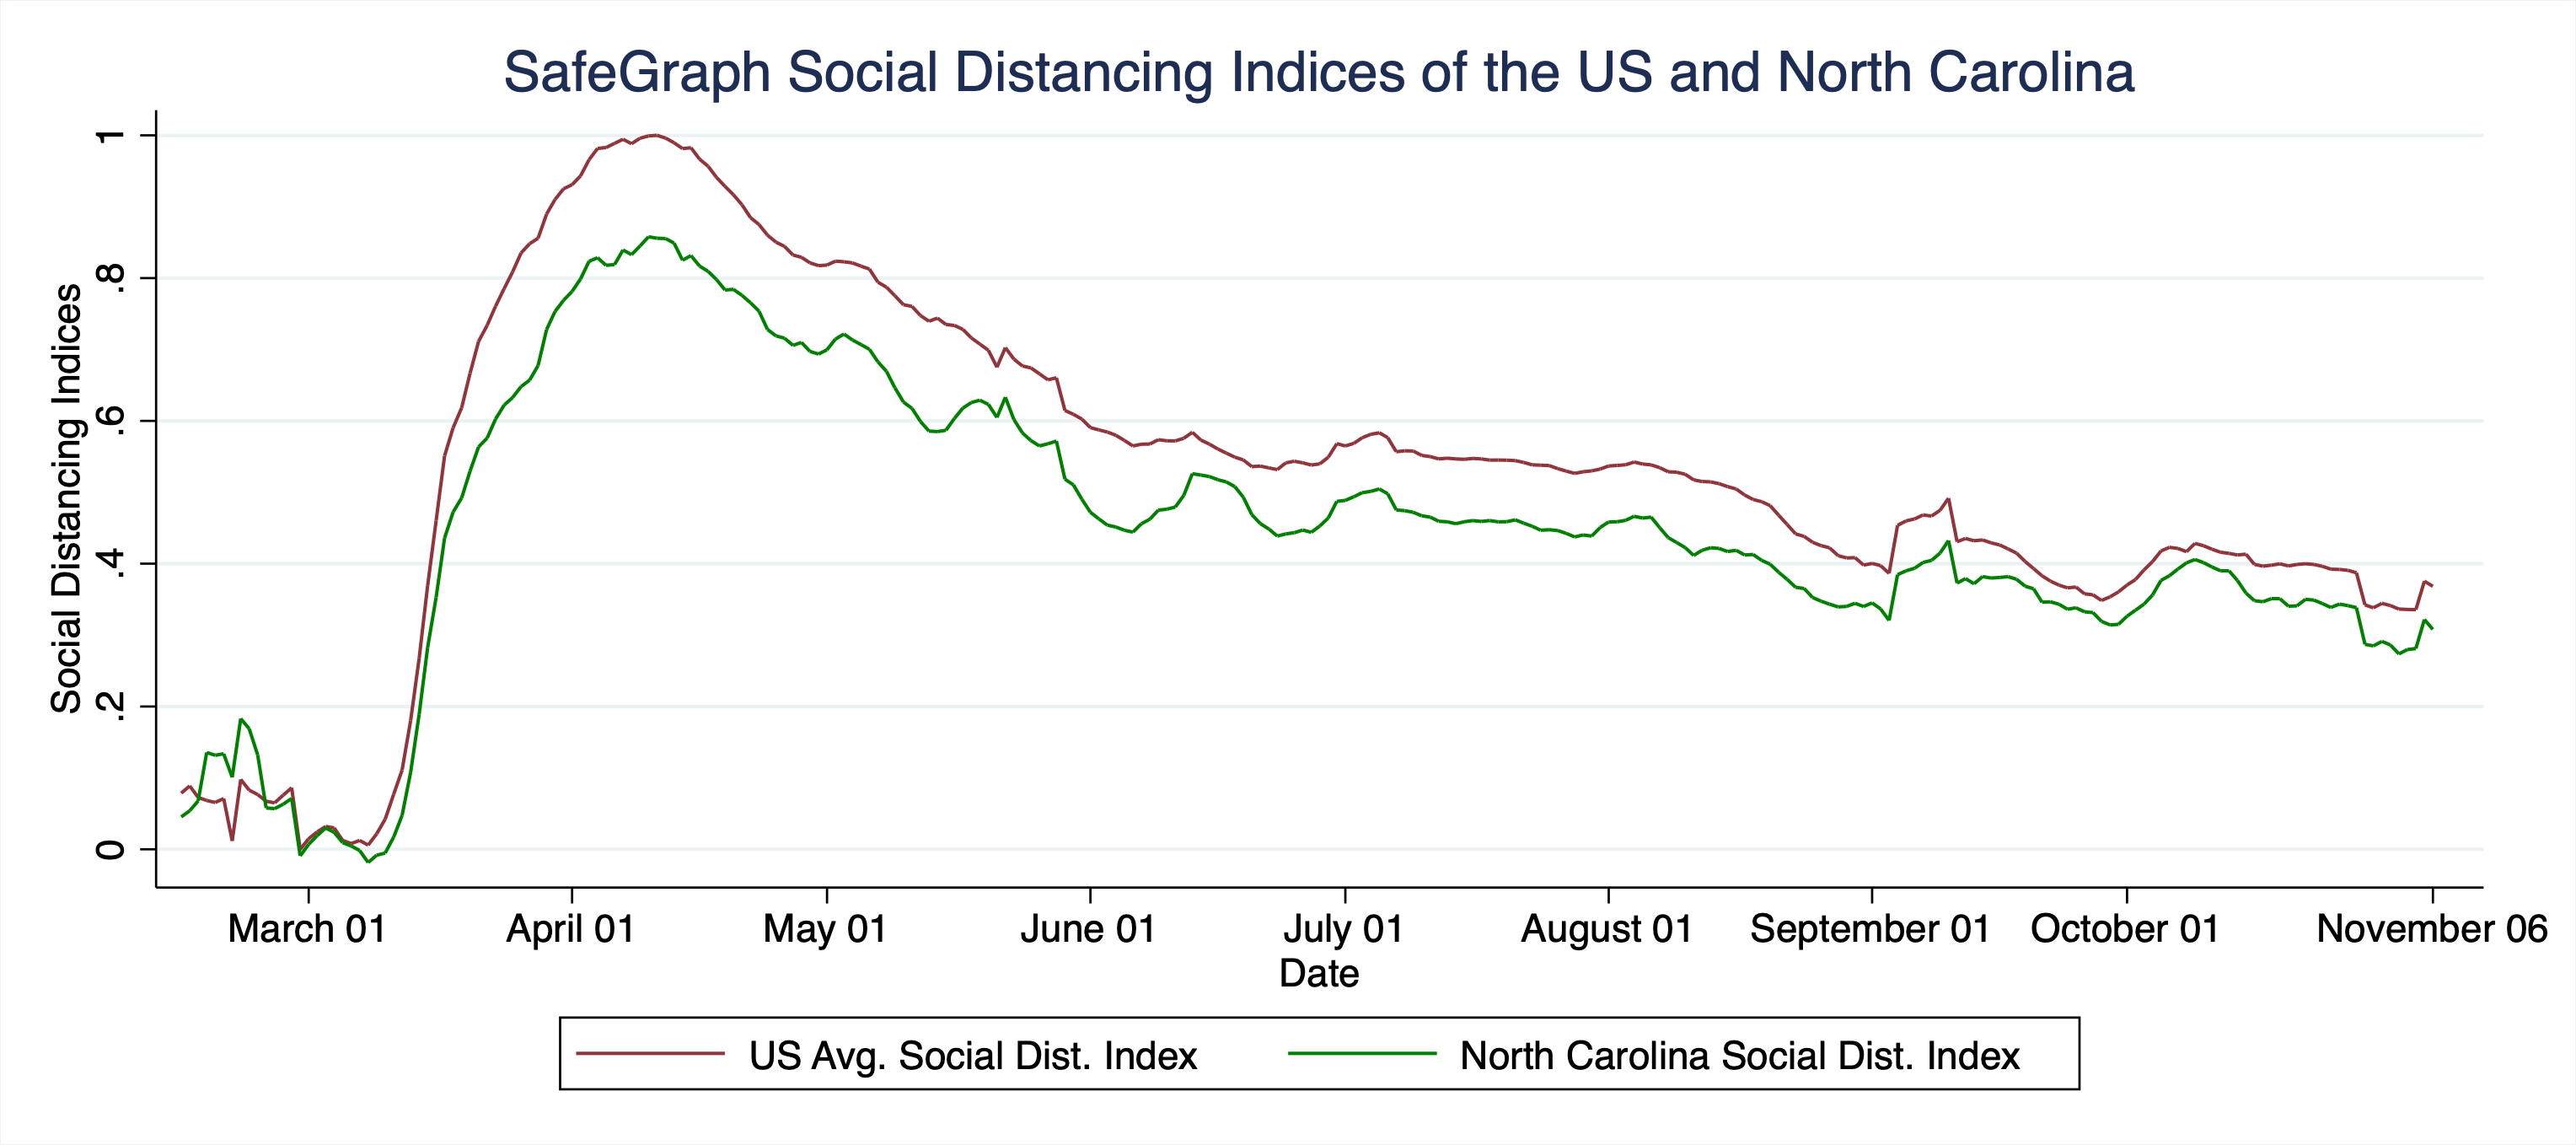 SafeGraph Social Distancing Indices of the US and North Carolina
Social Distancing Indices
1
.8
.6
.4
.2
0
March 01 April 01 May 01 June 01 July 01 August 01 September 01 October 01 November 06
Date
US Avg. Social Dist. Index North Carolina Social Dist. Index